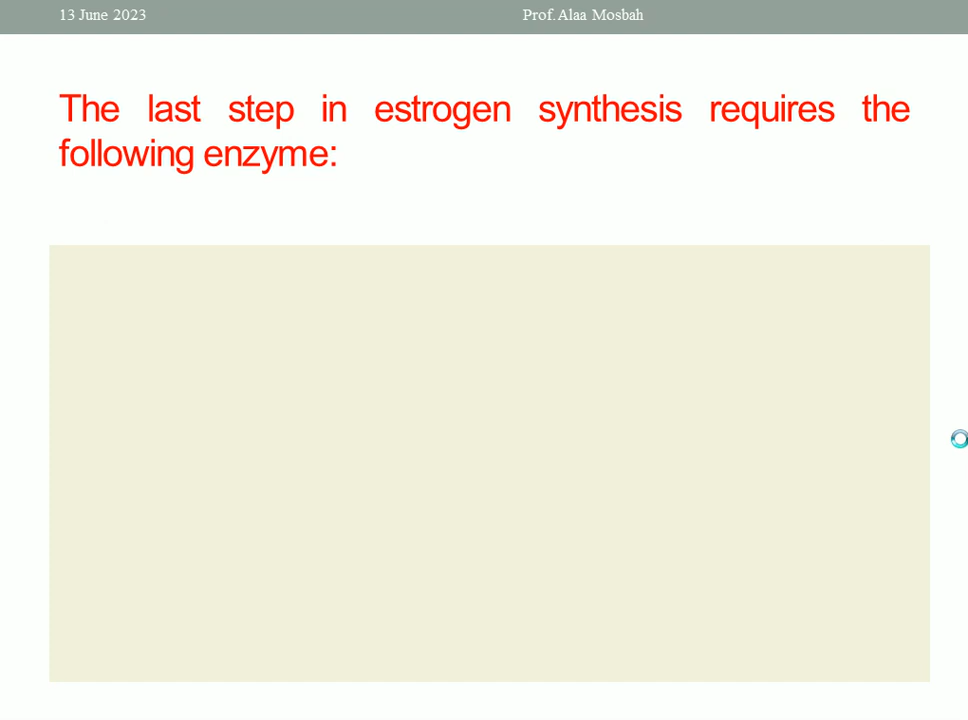 13 June 2023 Prof. Alaa Mosbah
The last step in estrogen synthesis requires the
following enzyme: